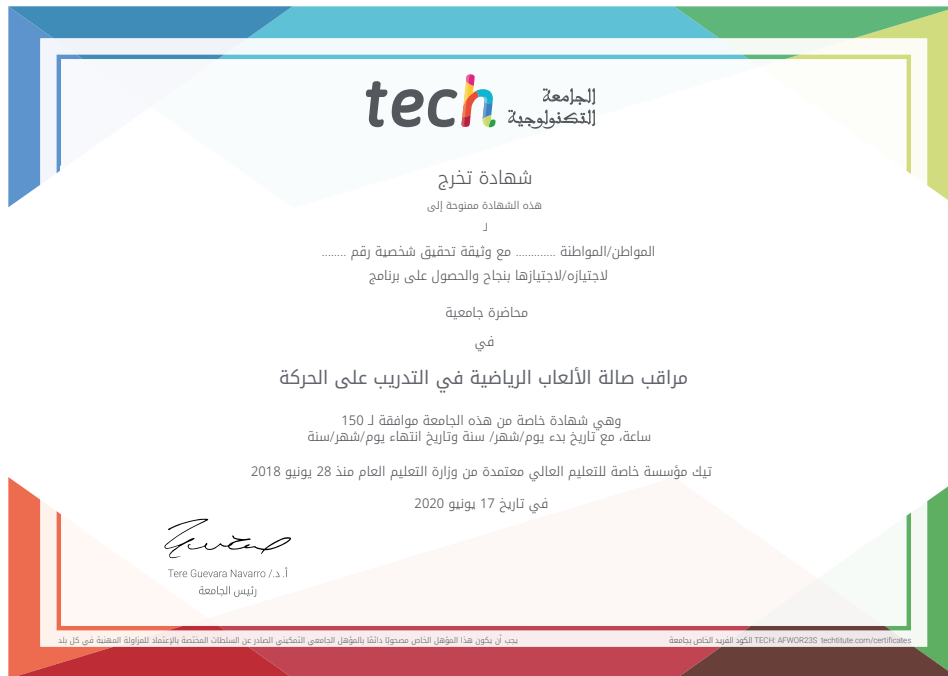 tech الجامعة
التكنولوجية
شهادة تخرج
هذه الشهادة ممنوحة إلى
لـ
المواطن/المواطنة ............ مع وثيقة تحقيق شخصية رقم ........
لاجتيازه/لاجتيازها بنجاح والحصول على برنامج
محاضرة جامعية
في
مراقب صالة الألعاب الرياضية في التدريب على الحركة
وهي شهادة خاصة من هذه الجامعة موافقة لـ 150
ساعة، مع تاريخ بدء يوم/شهر/ سنة وتاريخ انتهاء يوم/شهر/سنة
تيك مؤسسة خاصة للتعليم العالي معتمدة من وزارة التعليم العام منذ 28 يونيو 2018
في تاريخ 17 يونيو 2020
أ.د./ Tere Guevara Navarro
رئيس الجامعة
يجب أن يكون هذا المؤهل الخاص مصحوبًا دائمًا بالمؤهل الجامعي التمكيني الصادر عن السلطات المختصة بالإعتماد للمزاولة المهنية في كل بلد
الكود الفريد الخاص بجامعة TECH: AFWOR23S techtitute.com/certificates